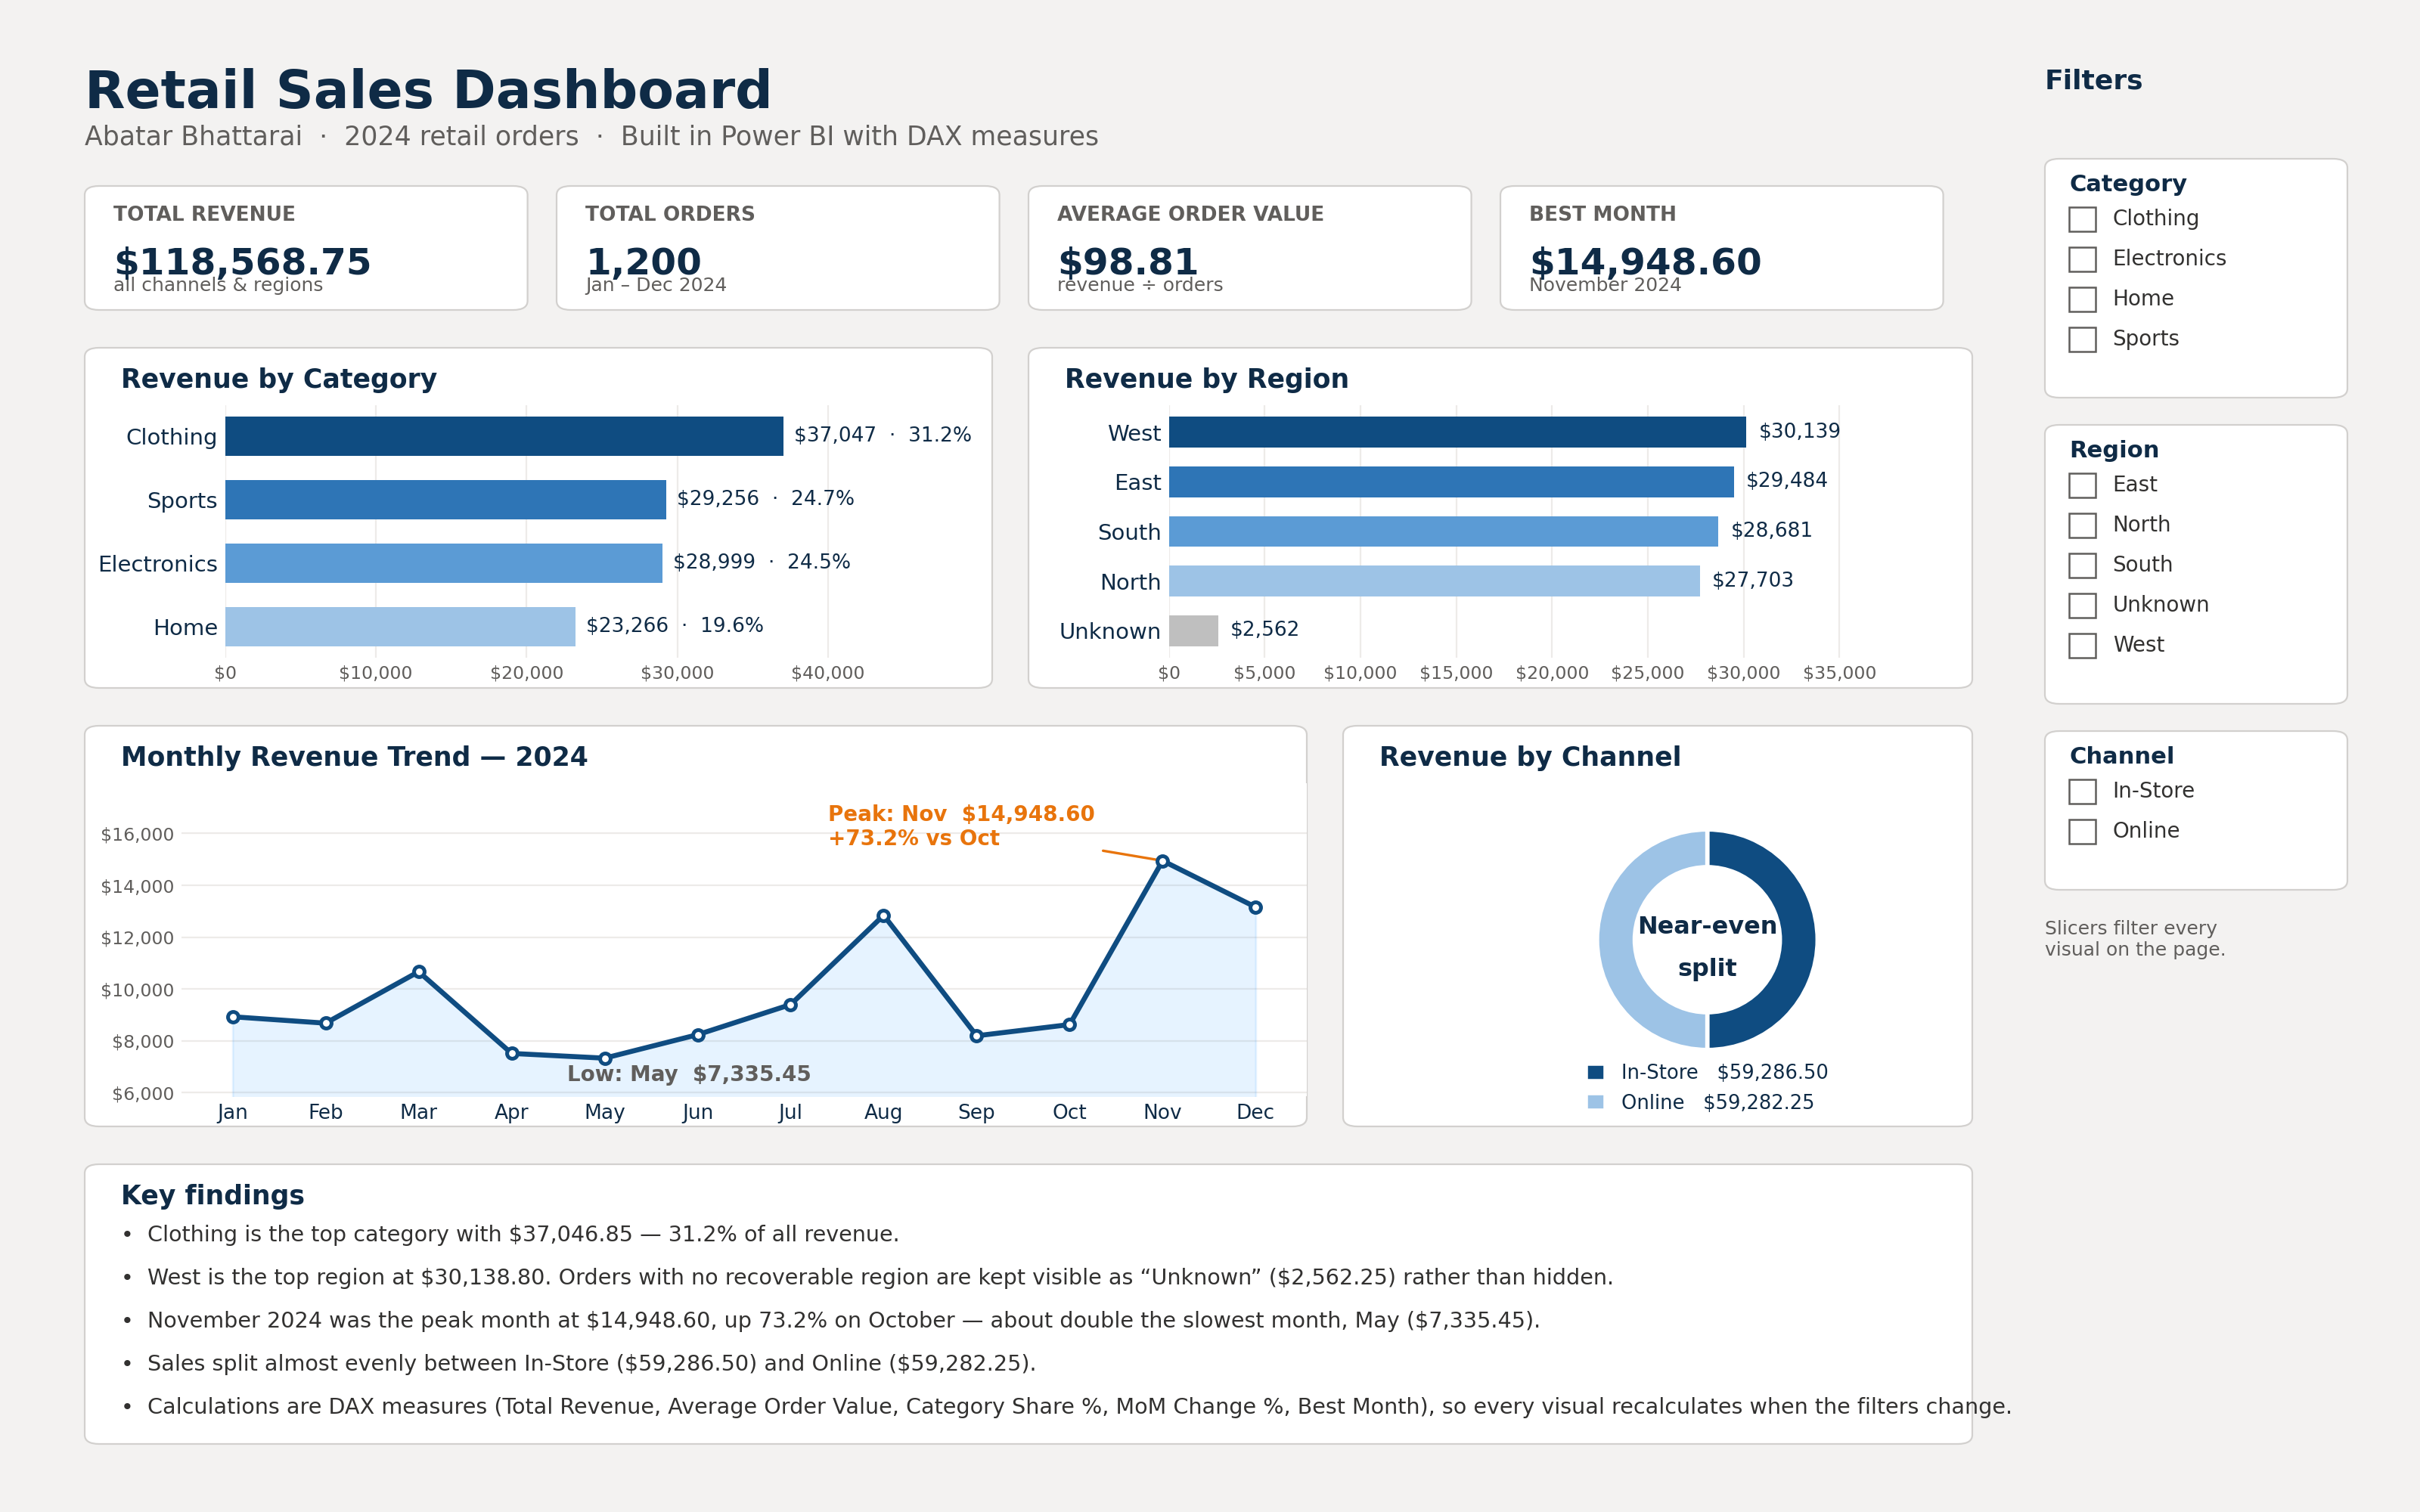 Retail Sales Dashboard
Abatar Bhattarai · 2024 retail orders · Built in Power BI with DAX measures
TOTAL REVENUE
$118,568.75
all channels & regions
TOTAL ORDERS
1,200
Jan – Dec 2024
AVERAGE ORDER VALUE
$98.81
revenue ÷ orders
BEST MONTH
$14,948.60
November 2024
Revenue by Category
Clothing $37,047 · 31.2%
Sports $29,256 · 24.7%
Electronics $28,999 · 24.5%
Home $23,266 · 19.6%
$0 $10,000 $20,000 $30,000 $40,000
Revenue by Region
West $30,139
East $29,484
South $28,681
North $27,703
Unknown $2,562
$0 $5,000 $10,000 $15,000 $20,000 $25,000 $30,000 $35,000
Monthly Revenue Trend — 2024
Peak: Nov $14,948.60
+73.2% vs Oct
$16,000
$14,000
$12,000
$10,000
$8,000
$6,000
Low: May $7,335.45
Jan Feb Mar Apr May Jun Jul Aug Sep Oct Nov Dec
Revenue by Channel
Near-even
split
In-Store $59,286.50
Online $59,282.25
Key findings
• Clothing is the top category with $37,046.85 — 31.2% of all revenue.
• West is the top region at $30,138.80. Orders with no recoverable region are kept visible as “Unknown” ($2,562.25) rather than hidden.
• November 2024 was the peak month at $14,948.60, up 73.2% on October — about double the slowest month, May ($7,335.45).
• Sales split almost evenly between In-Store ($59,286.50) and Online ($59,282.25).
• Calculations are DAX measures (Total Revenue, Average Order Value, Category Share %, MoM Change %, Best Month), so every visual recalculates when the filters change.
Filters
Category
Clothing
Electronics
Home
Sports
Region
East
North
South
Unknown
West
Channel
In-Store
Online
Slicers filter every
visual on the page.